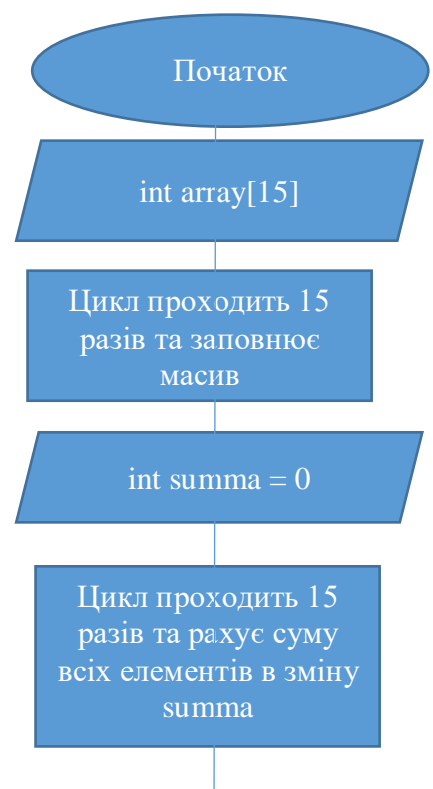 Початок
int array[15]
Цикл проходить 15
разів та заповнює
масив
int summa = 0
Цикл проходить 15
разів та рахує суму
всіх елементів в зміну
summa